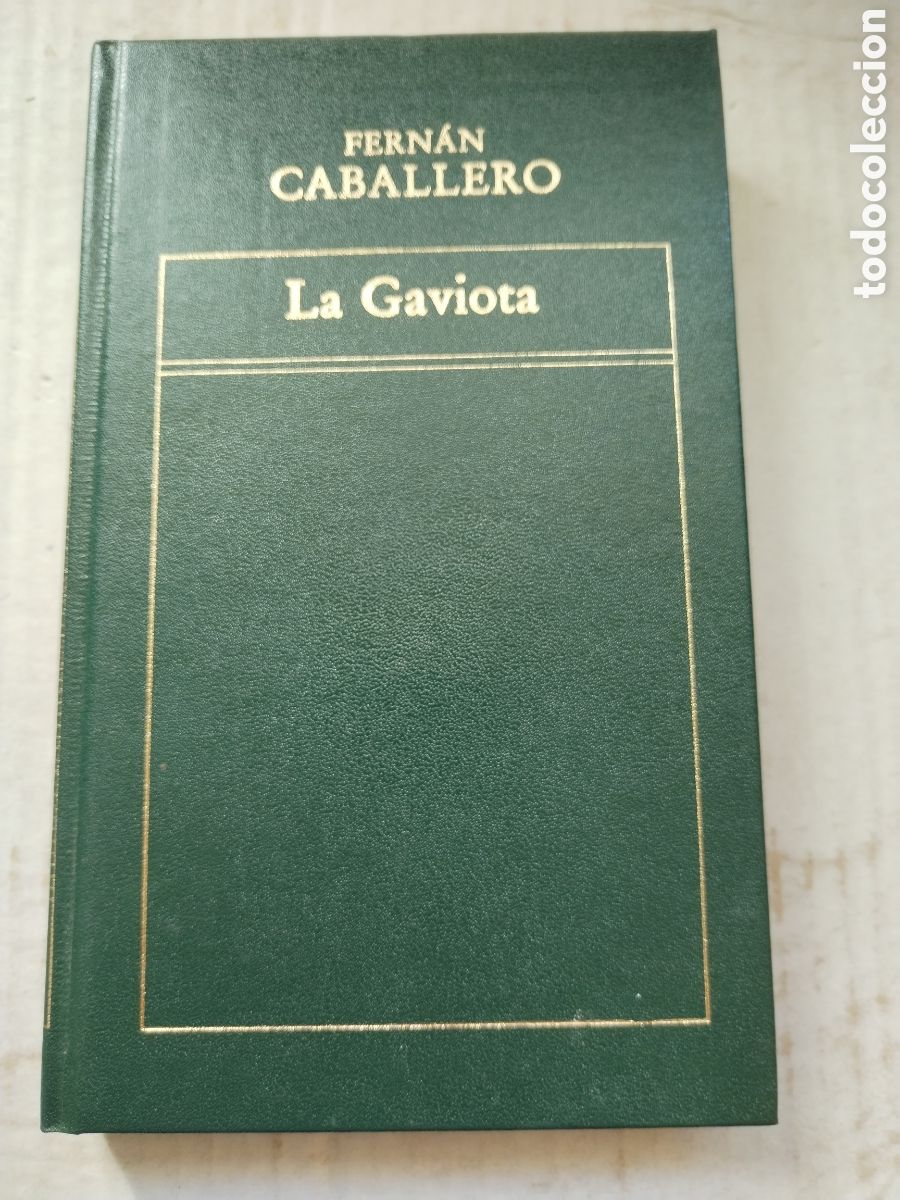 FERNÁN
CABALLERO
La Gaviota
todocoleccion